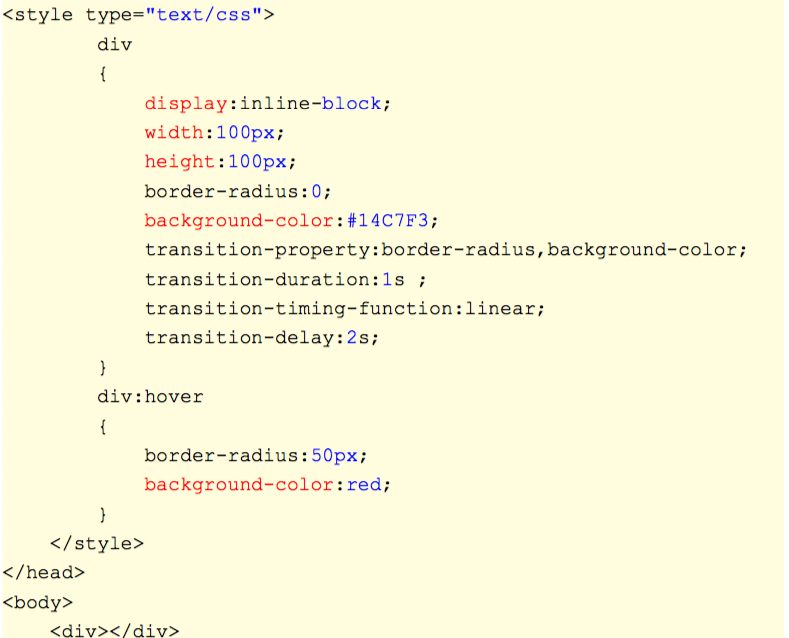 <style type="text/css">
div
{
display:inline-block;
width:100px;
height:100px;
border-radius:0;
background-color:#14C7F3;
transition-property:border-radius,background-color;
transition-duration:1s ;
transition-timing-function:linear;
transition-delay:2s;
}
div:hover
{
border-radius:50px;
background-color:red;
}
</style>
</head>
<body>
<div></div>